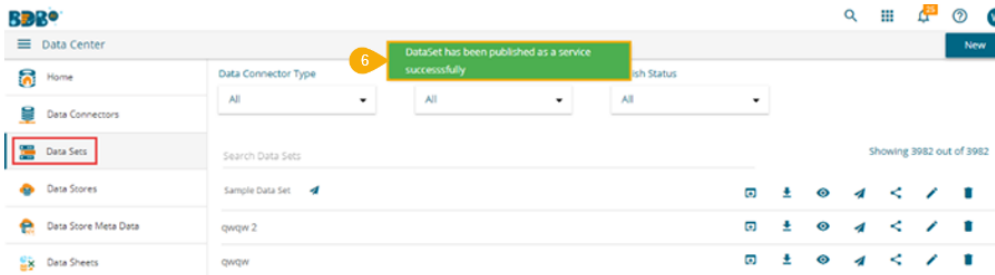 BDB
25
Data Center
New
6
DataSet has been published as a service
successsfully
Home
Data Connector Type
ish Status
All
All
All
Data Connectors
Data Sets
Search Data Sets
Showing 3982 out of 3982
Data Stores
Sample Data Set
Data Store Meta Data
qwqw 2
Data Sheets
qwqw